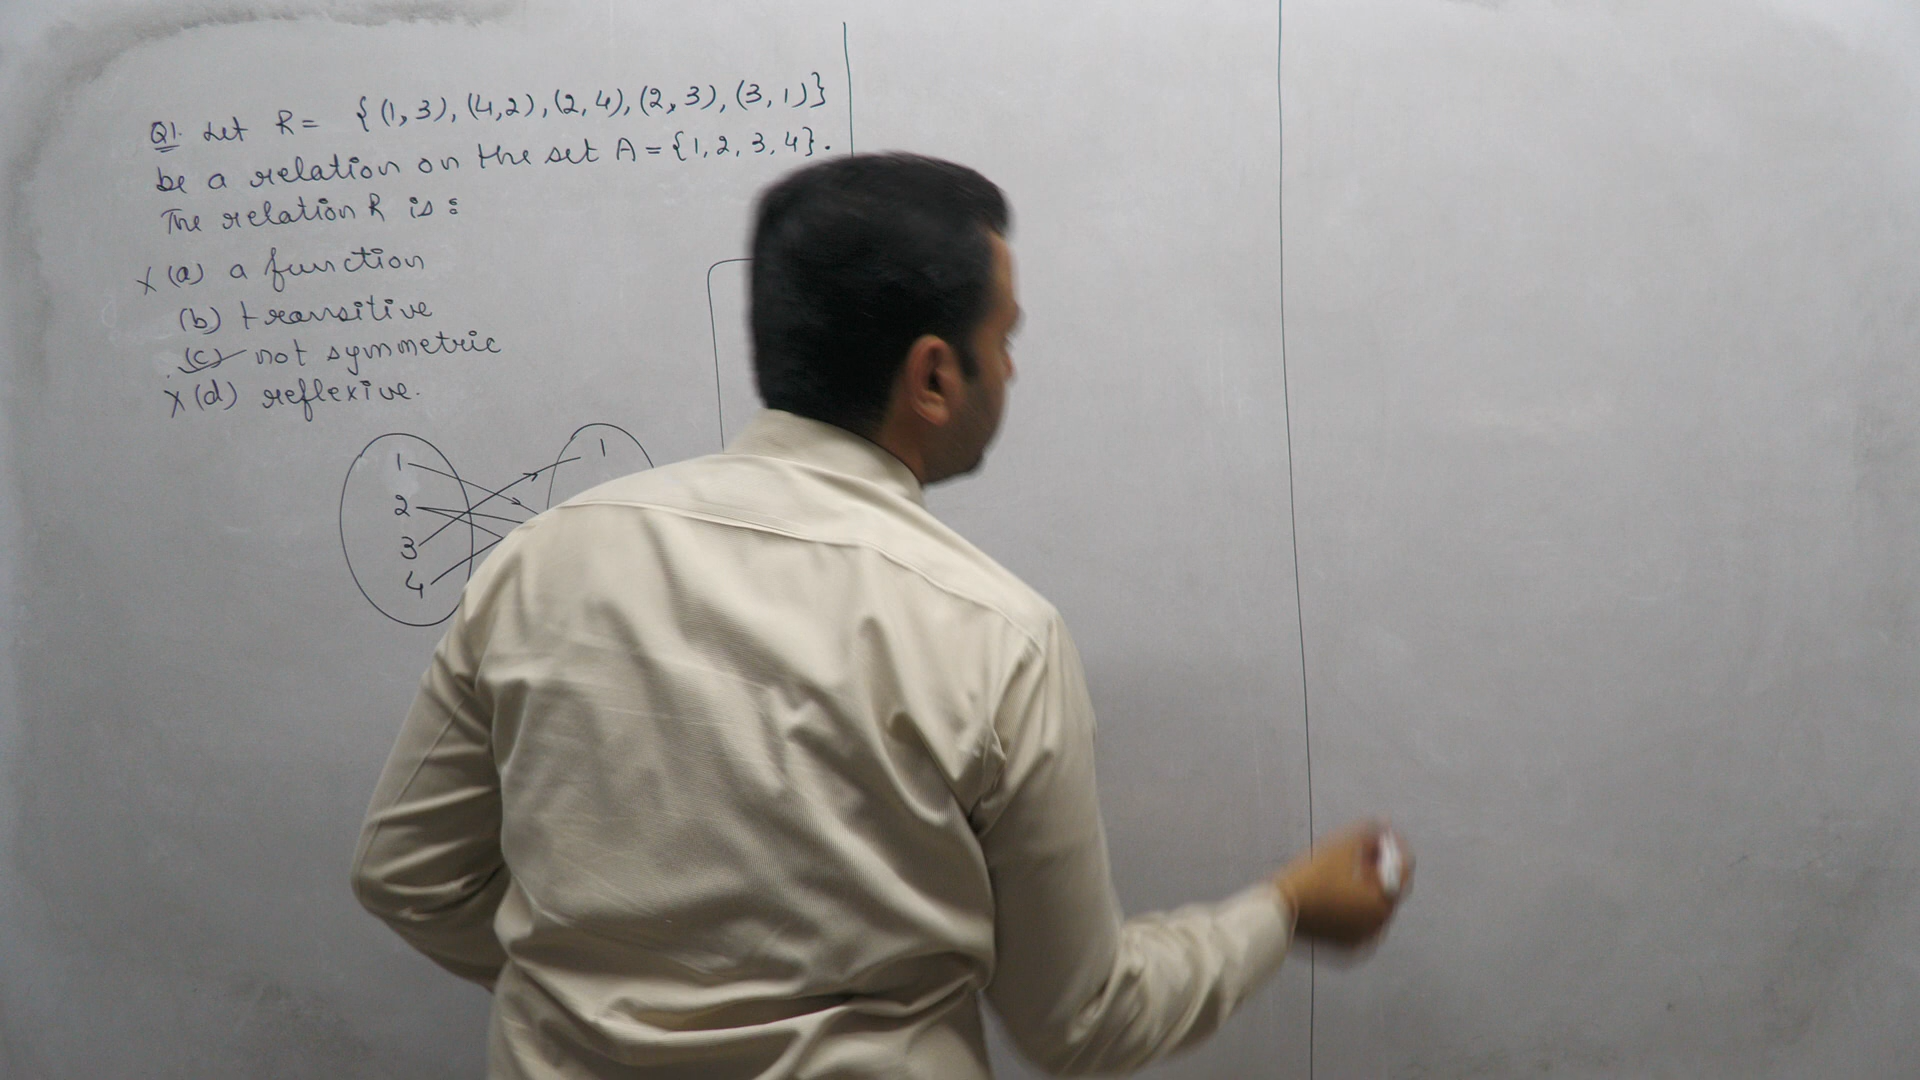 Q1. Let R = {(1,3),(4,2),(2,4),(2,3),(3,1)}
be a relation on the set A={1,2,3,4}.
The relation R is :
X (a) a function
(b) transitive
(c) not symmetric
X (d) reflexive.
1
2
3
4
1